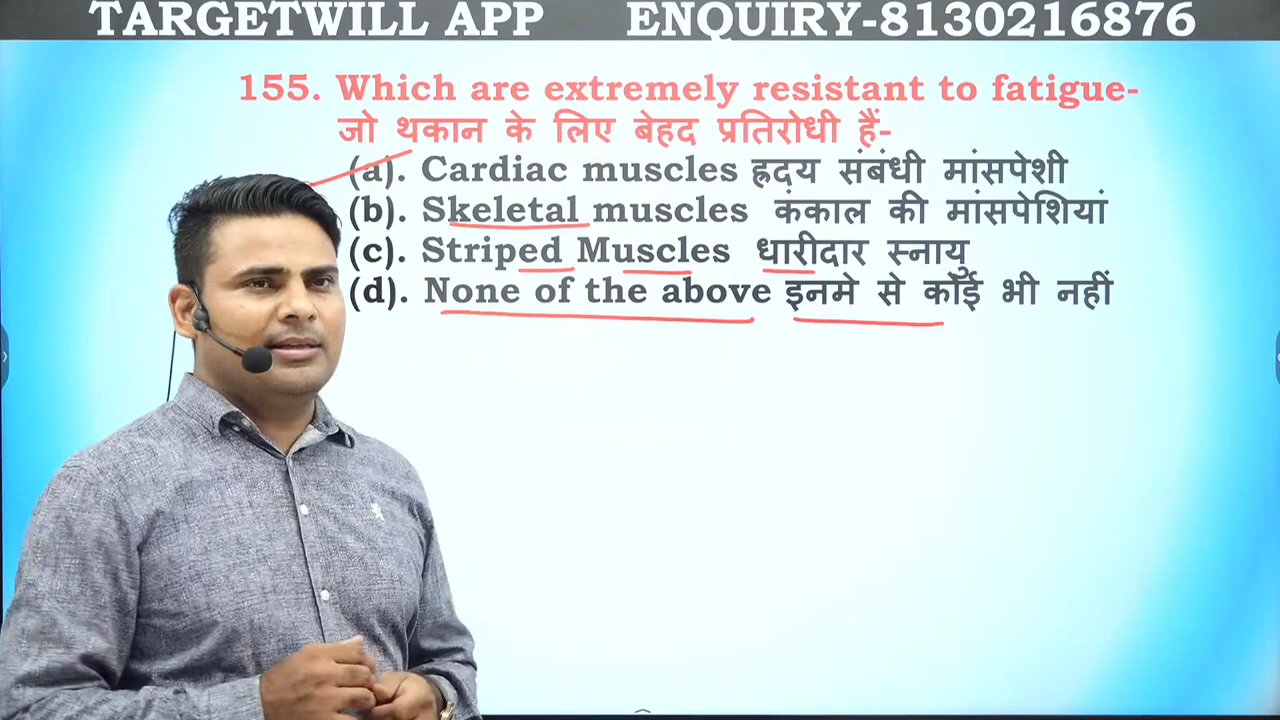 TARGETWILL APP ENQUIRY-8130216876
155. Which are extremely resistant to fatigue-
जो थकान के लिए बेहद प्रतिरोधी हैं-
(a). Cardiac muscles ह्रदय संबंधी मांसपेशी
(b). Skeletal muscles कंकाल की मांसपेशियां
(c). Striped Muscles धारीदार स्नायु
(d). None of the above इनमे से कोई भी नहीं